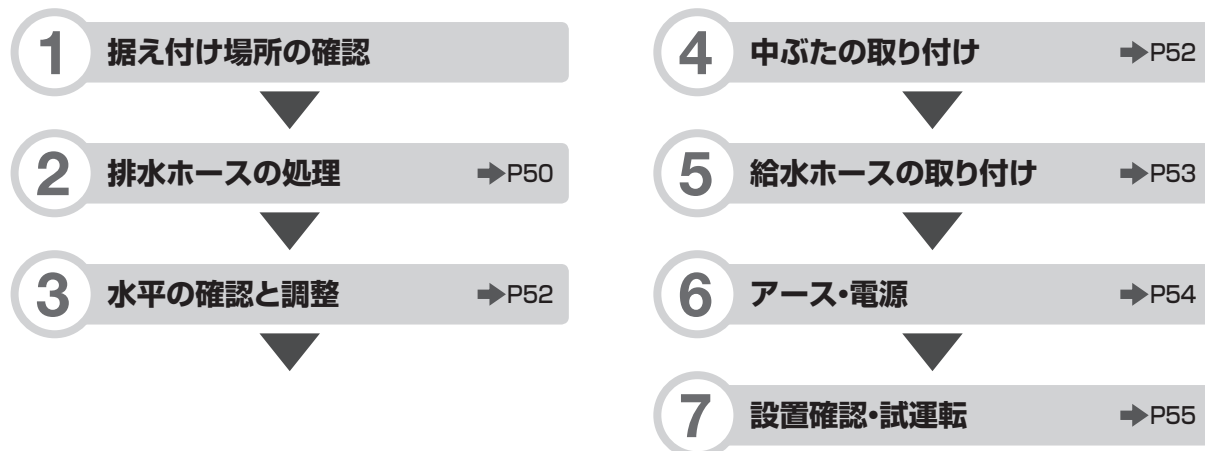 1 据え付け場所の確認
2 排水ホースの処理 ➡P50
3 水平の確認と調整 ➡P52
4 中ぶたの取り付け ➡P52
5 給水ホースの取り付け ➡P53
6 アース・電源 ➡P54
7 設置確認・試運転 ➡P55